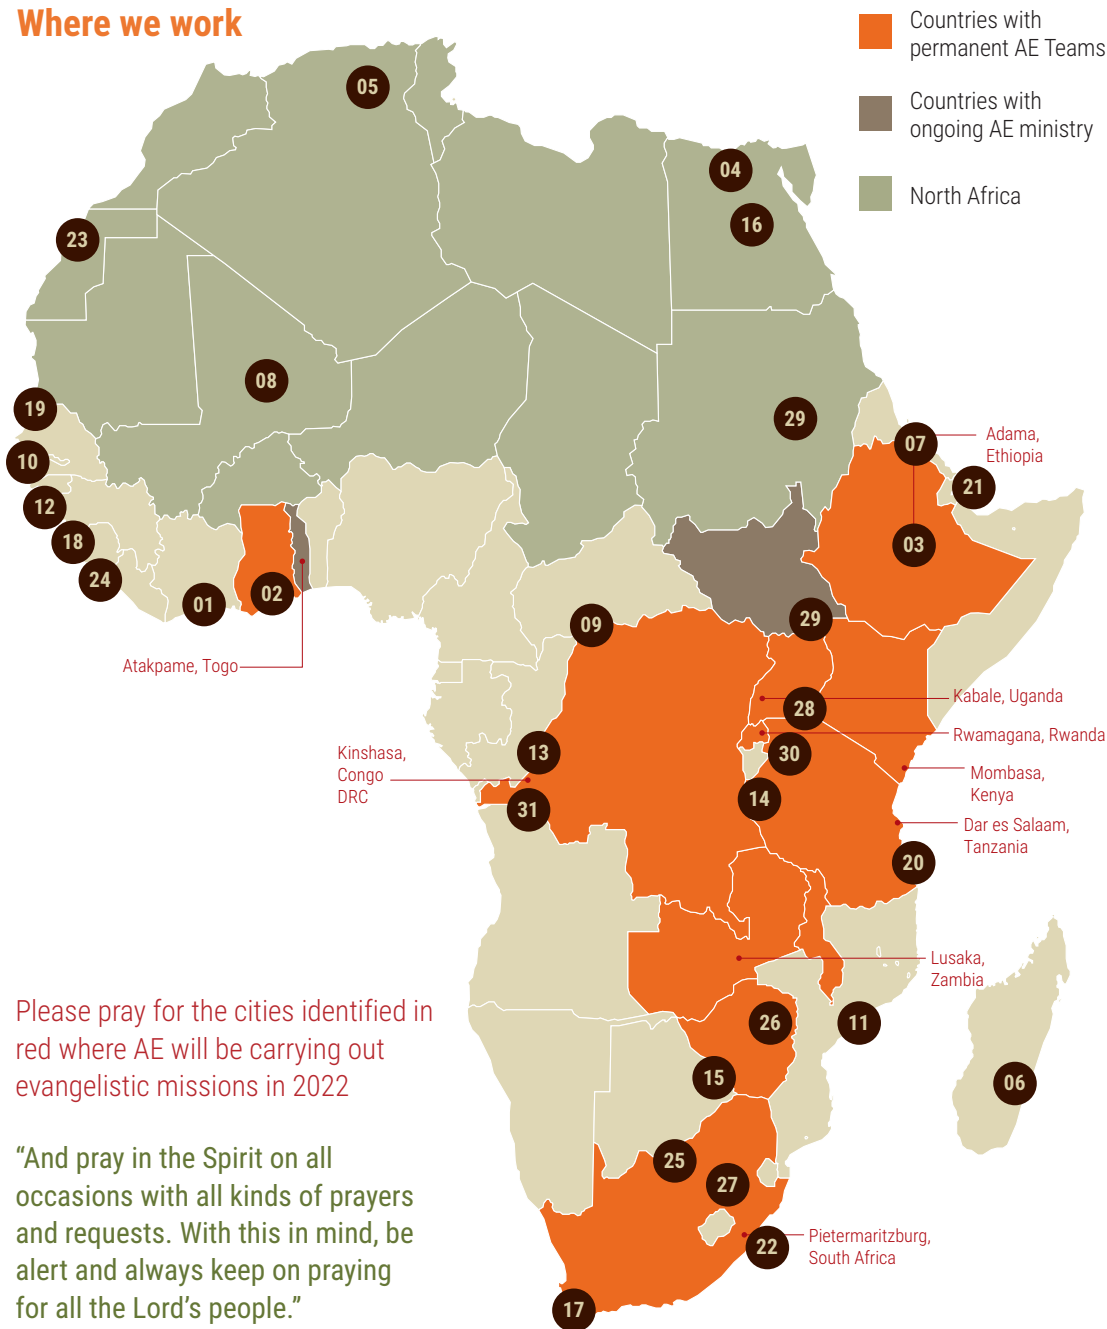 Where we work
Countries with
permanent AE Teams
Countries with
ongoing AE ministry
North Africa
05
04
16
23
08
19
29
07
Adama,
Ethiopia
10
21
12
18
03
24
01
02
09
29
Atakpame, Togo
Kabale, Uganda
28
Rwamagana, Rwanda
Kinshasa,
Congo
DRC
13
30
Mombasa,
Kenya
14
31
Dar es Salaam,
Tanzania
20
Lusaka,
Zambia
Please pray for the cities identified in
red where AE will be carrying out
evangelistic missions in 2022
26
11
15
06
“And pray in the Spirit on all
occasions with all kinds of prayers
and requests. With this in mind, be
alert and always keep on praying
for all the Lord’s people.”
25
27
22
Pietermaritzburg,
South Africa
17